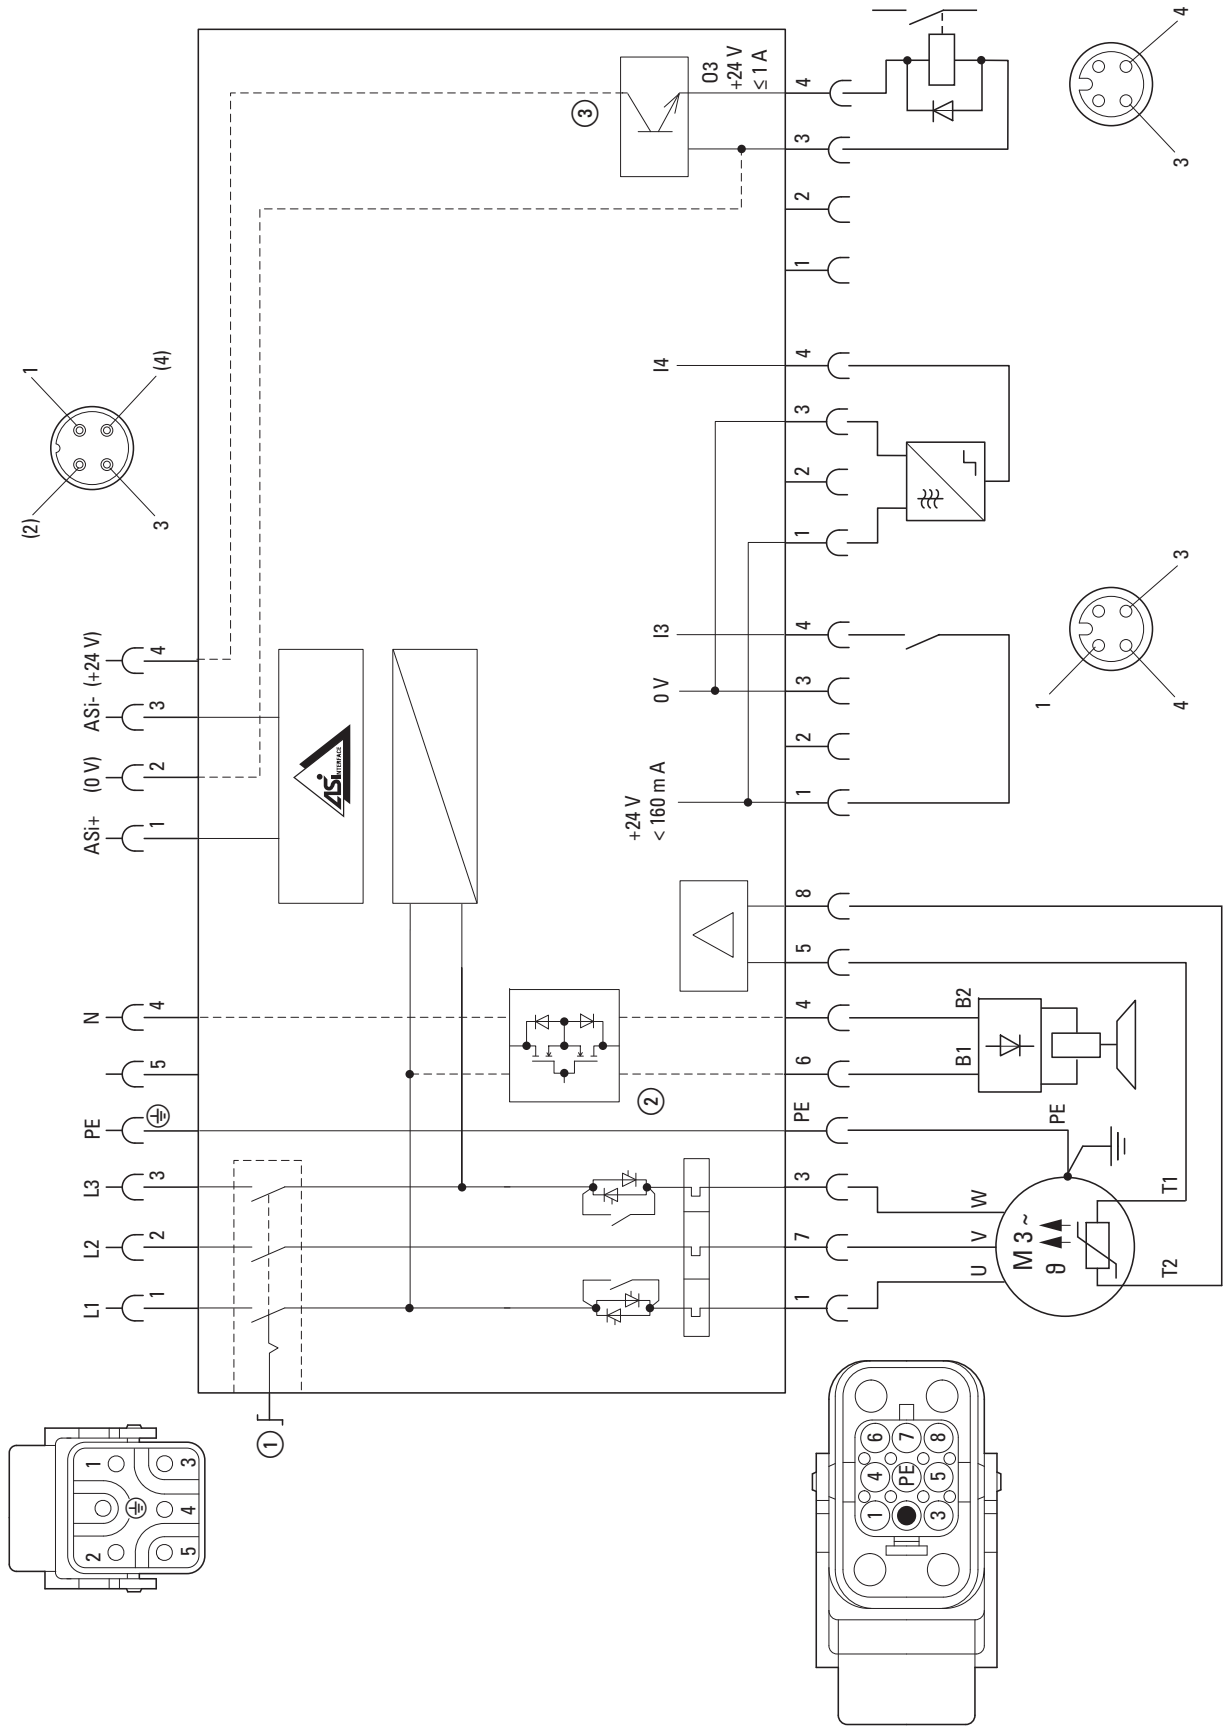 L1
L2
L3
PE
N
ASi+
(0 V)
ASi-
(+24 V)
1
2
3
5
4
1
2
3
4
1
(2)
3
(4)
1
2
3
4
5
1
2
3
ASi
INTERFACE
+24 V
< 160 m A
0 V
I3
I4
O3
+24 V
≤ 1 A
1
7
3
PE
6
4
5
8
1
2
3
4
1
2
3
4
1
2
3
4
U
V
W
PE
B1
B2
M 3 ~
ϑ
T2
T1
1
4
3
3
4
1
4
6
PE
7
3
5
8